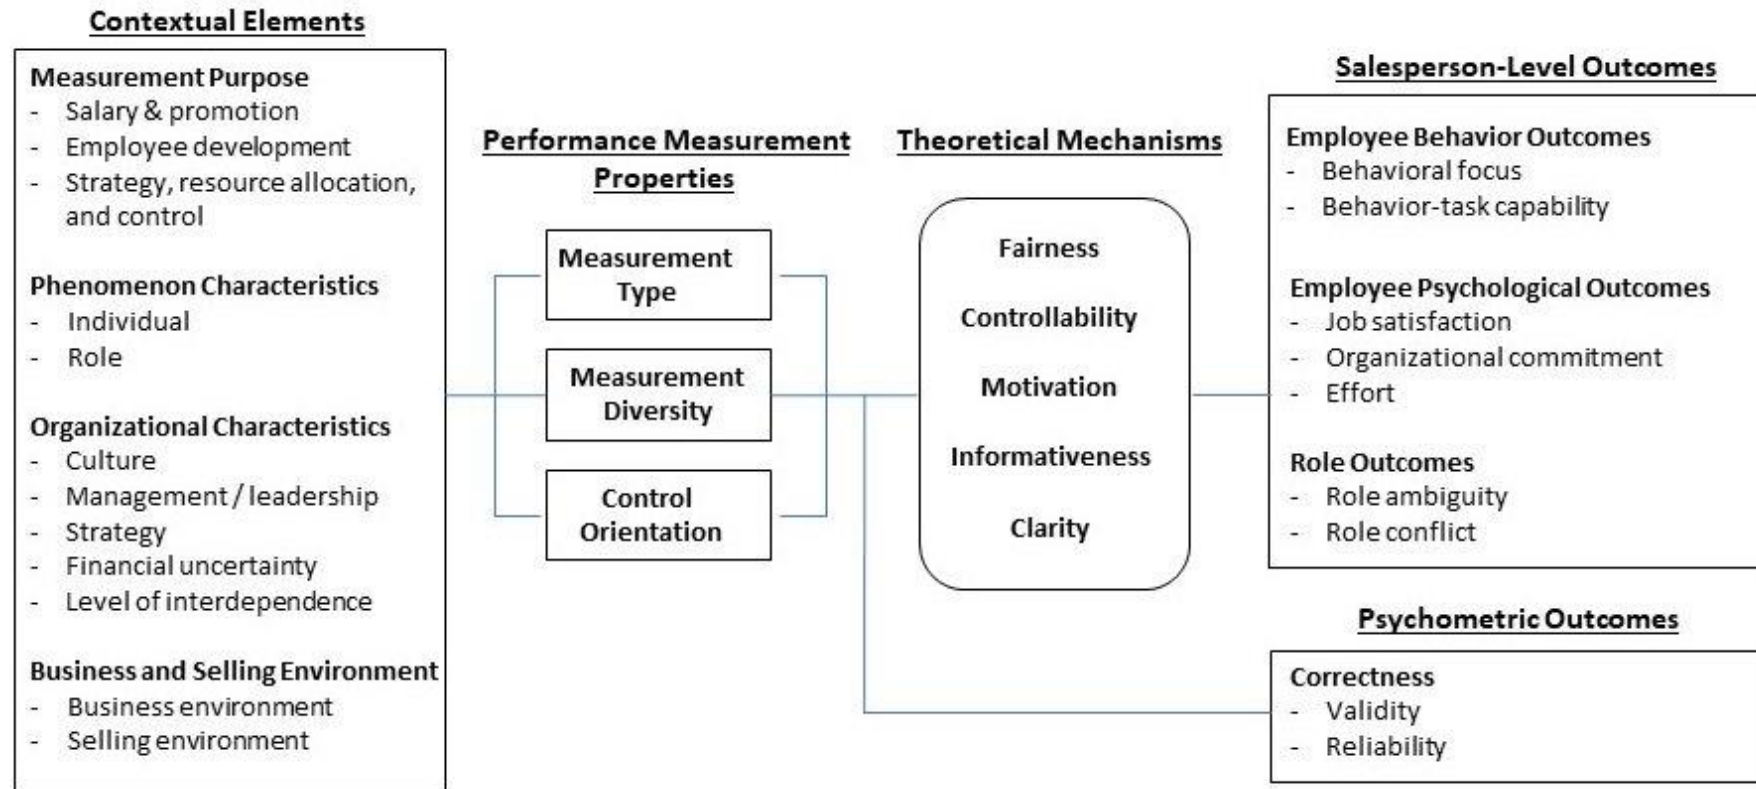 Contextual Elements
Measurement Purpose
- Salary & promotion
- Employee development
- Strategy, resource allocation,
and control
Phenomenon Characteristics
- Individual
- Role
Organizational Characteristics
- Culture
- Management / leadership
- Strategy
- Financial uncertainty
- Level of interdependence
Business and Selling Environment
- Business environment
- Selling environment
Performance Measurement
Properties
Measurement
Type
Measurement
Diversity
Control
Orientation
Theoretical Mechanisms
Fairness
Controllability
Motivation
Informativeness
Clarity
Salesperson-Level Outcomes
Employee Behavior Outcomes
- Behavioral focus
- Behavior-task capability
Employee Psychological Outcomes
- Job satisfaction
- Organizational commitment
- Effort
Role Outcomes
- Role ambiguity
- Role conflict
Psychometric Outcomes
Correctness
- Validity
- Reliability